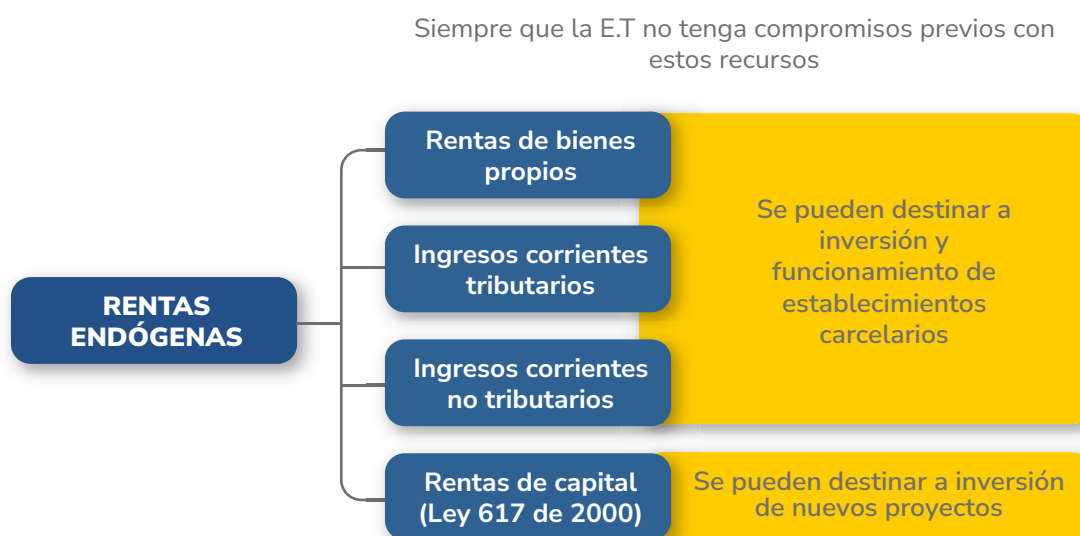 Siempre que la E.T no tenga compromisos previos con
estos recursos
Rentas de bienes
propios
Ingresos corrientes
tributarios
RENTAS
ENDÓGENAS
Ingresos corrientes
no tributarios
Rentas de capital
(Ley 617 de 2000)
Se pueden destinar a
inversión y
funcionamiento de
establecimientos
carcelarios
Se pueden destinar a inversión
de nuevos proyectos